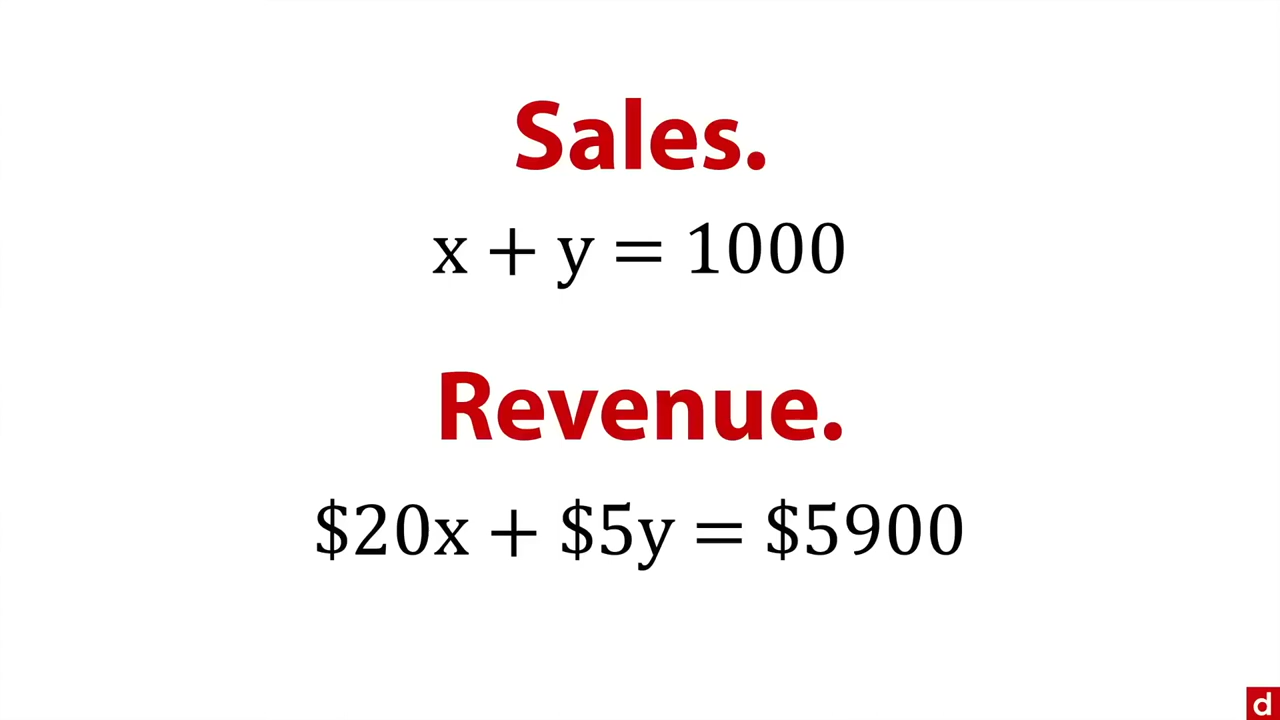 Sales.
x + y = 1000
Revenue.
$20x + $5y = $5900
d